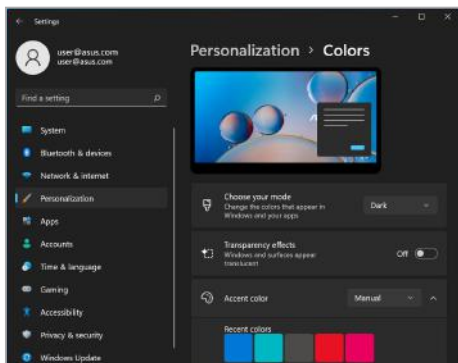 Settings
user@asus.com
user@asus.com
Find a setting
System
Bluetooth & devices
Network & internet
Personalization
Apps
Accounts
Time & language
Gaming
Accessibility
Privacy & security
Windows Update
Personalization > Colors
Choose your mode
Change the colors that appear in
Windows and your apps
Dark
Transparency effects
Windows and surfaces appear
translucent
Off
Accent color
Manual
Recent colors